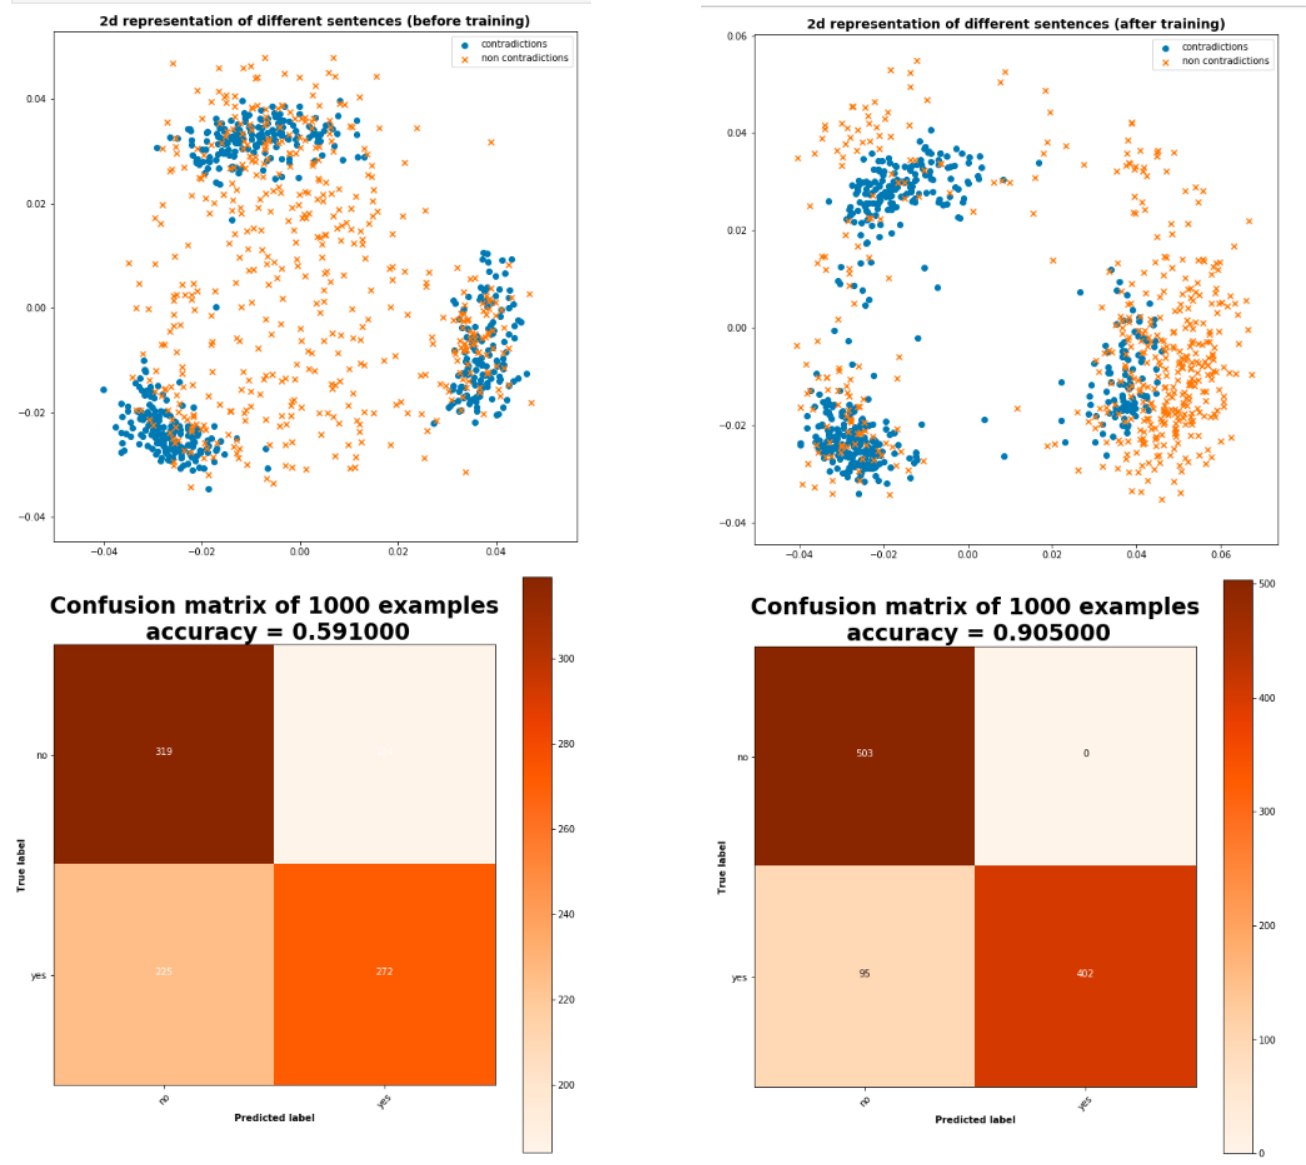 2d representation of different sentences (before training)
contradictions
non contradictions
0.04
0.02
0.00
−0.02
−0.04
−0.04
−0.02
0.00
0.02
0.04
2d representation of different sentences (after training)
contradictions
non contradictions
0.06
0.04
0.02
0.00
−0.02
−0.04
−0.04
−0.02
0.00
0.02
0.04
0.06
Confusion matrix of 1000 examples
accuracy = 0.591000
True label
no
yes
319
225
272
no
yes
Predicted label
300
280
260
240
220
200
Confusion matrix of 1000 examples
accuracy = 0.905000
True label
no
yes
503
0
95
402
no
yes
Predicted label
500
400
300
200
100
0